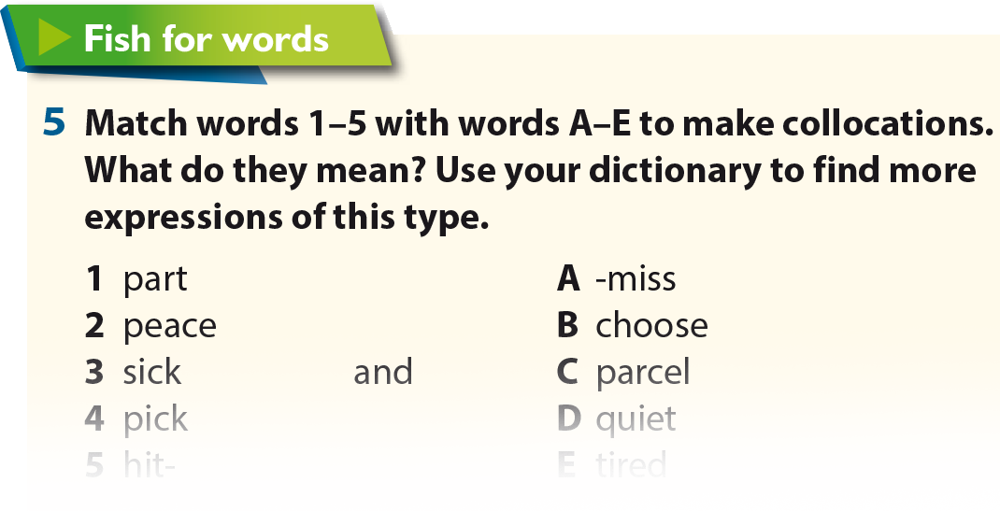 Fish for words
5 Match words 1–5 with words A–E to make collocations.
What do they mean? Use your dictionary to find more
expressions of this type.
1 part A -miss
2 peace B choose
3 sick and C parcel
4 pick D quiet
5 hit- E tired